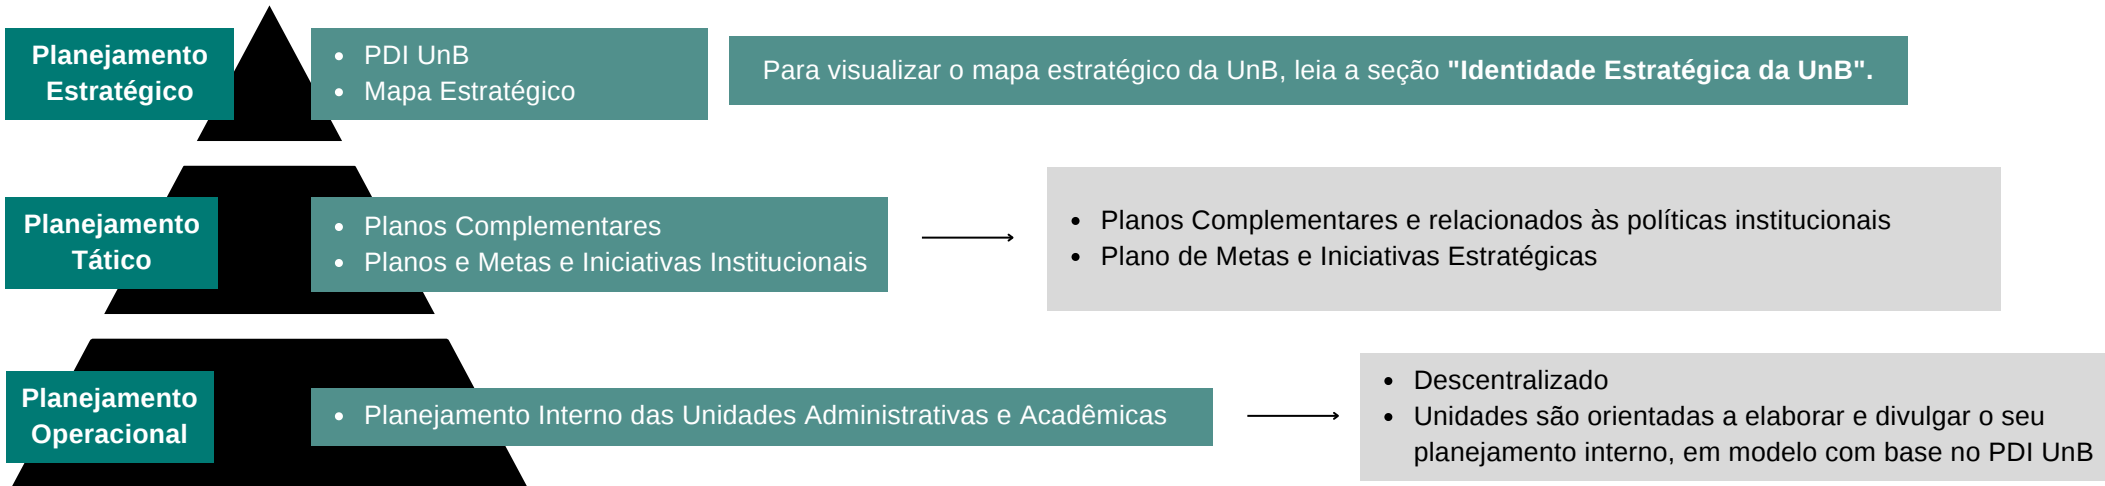 Planejamento
Estratégico
• PDI UnB
• Mapa Estratégico
Para visualizar o mapa estratégico da UnB, leia a seção "Identidade Estratégica da UnB".
Planejamento
Tático
• Planos Complementares
• Planos e Metas e Iniciativas Institucionais
• Planos Complementares e relacionados às políticas institucionais
• Plano de Metas e Iniciativas Estratégicas
Planejamento
Operacional
• Planejamento Interno das Unidades Administrativas e Acadêmicas
• Descentralizado
• Unidades são orientadas a elaborar e divulgar o seu
planejamento interno, em modelo com base no PDI UnB